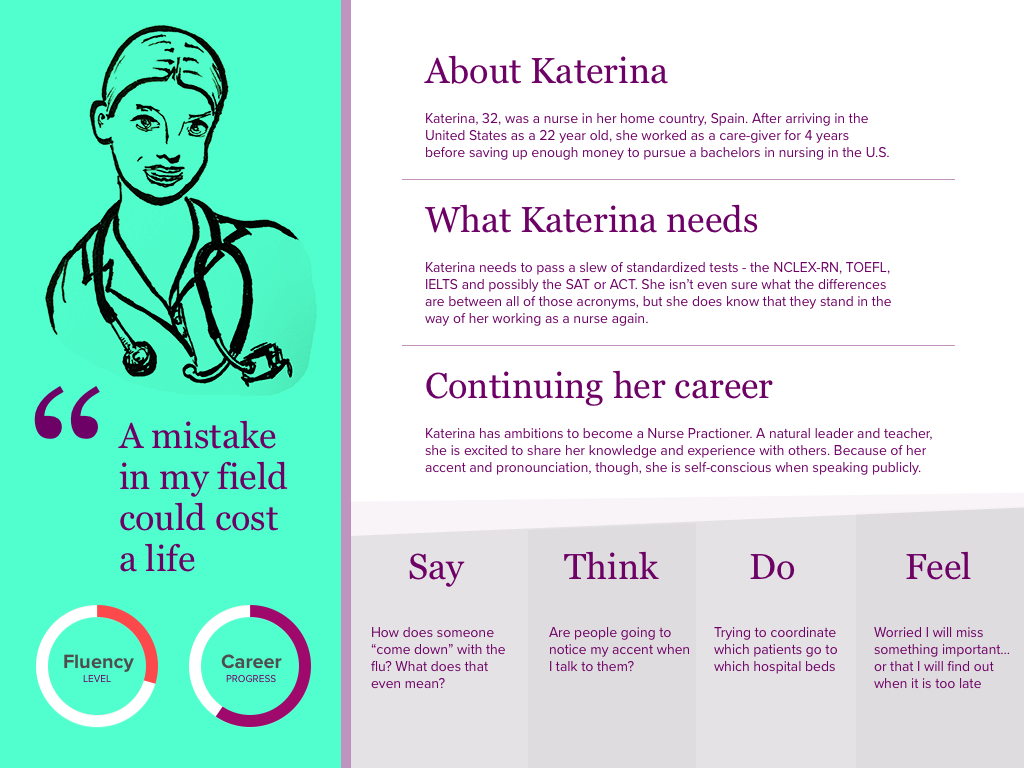 “
A mistake
in my field
could cost
a life
Fluency
LEVEL
Career
PROGRESS
About Katerina
Katerina, 32, was a nurse in her home country, Spain. After arriving in the
United States as a 22 year old, she worked as a care-giver for 4 years
before saving up enough money to pursue a bachelors in nursing in the U.S.
What Katerina needs
Katerina needs to pass a slew of standardized tests - the NCLEX-RN, TOEFL,
IELTS and possibly the SAT or ACT. She isn’t even sure what the differences
are between all of those acronyms, but she does know that they stand in the
way of her working as a nurse again.
Continuing her career
Katerina has ambitions to become a Nurse Practioner. A natural leader and teacher,
she is excited to share her knowledge and experience with others. Because of her
accent and pronounciation, though, she is self-conscious when speaking publicly.
Say
How does someone
“come down” with the
flu? What does that
even mean?
Think
Are people going to
notice my accent when
I talk to them?
Do
Trying to coordinate
which patients go to
which hospital beds
Feel
Worried I will miss
something important...
or that I will find out
when it is too late